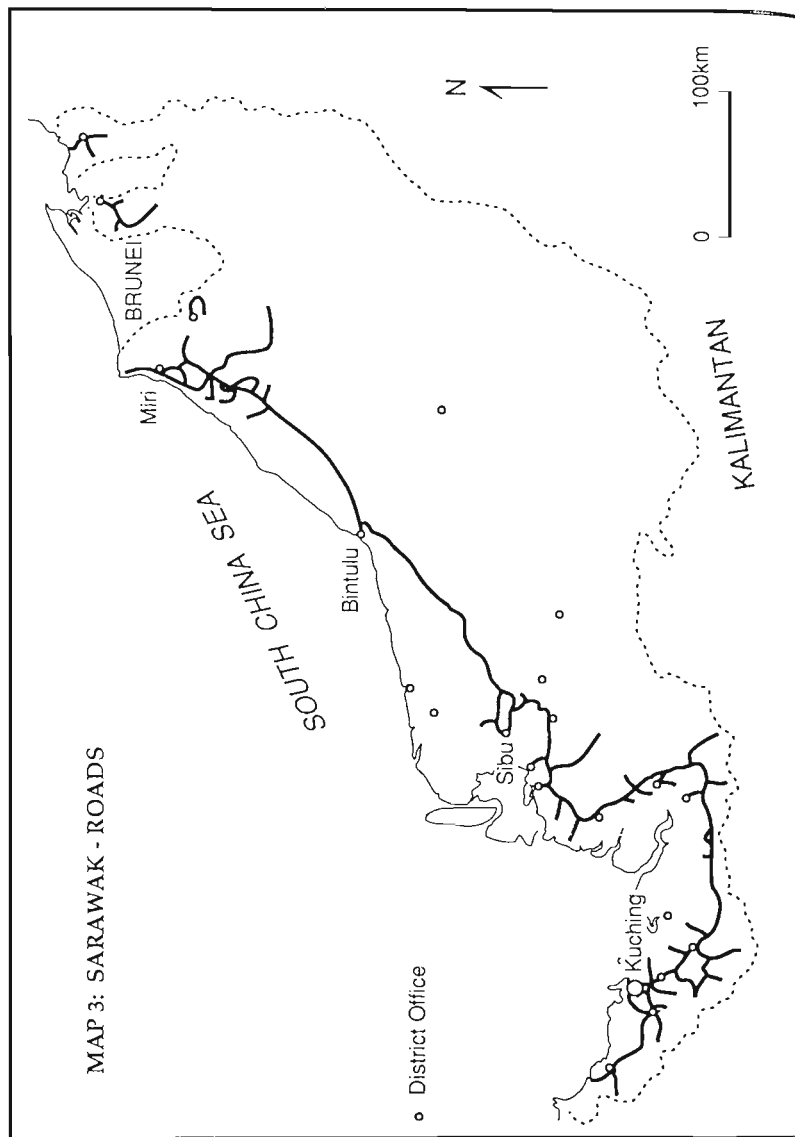 MAP 3: SARAWAK - ROADS
SOUTH CHINA SEA
BRUNEI
Miri
Bintulu
Sibu
Kuching
KALIMANTAN
District Office
N
0
100km